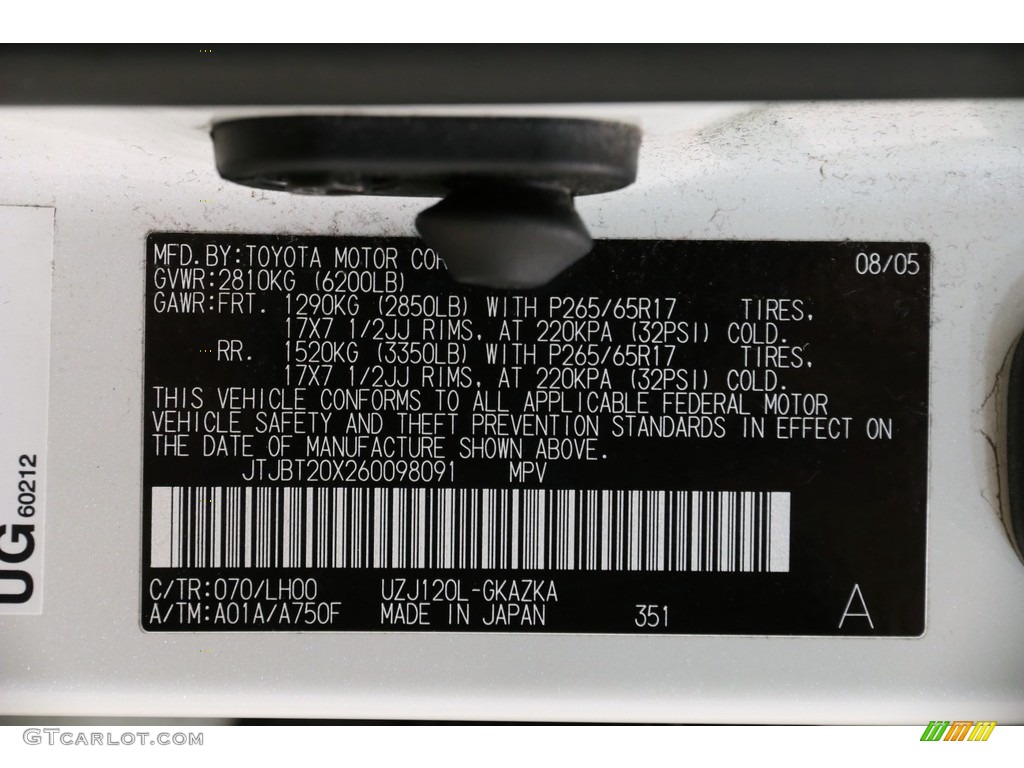 MFD. BY: TOYOTA MOTOR COR 08/05
GVWR: 2810KG (6200LB)
GAWR: FRT. 1290KG (2850LB) WITH P265/65R17 TIRES,
17X7 1/2JJ RIMS, AT 220KPA (32PSI) COLD.
RR. 1520KG (3350LB) WITH P265/65R17 TIRES,
17X7 1/2JJ RIMS, AT 220KPA (32PSI) COLD.
THIS VEHICLE CONFORMS TO ALL APPLICABLE FEDERAL MOTOR
VEHICLE SAFETY AND THEFT PREVENTION STANDARDS IN EFFECT ON
THE DATE OF MANUFACTURE SHOWN ABOVE.
JTJBT20X260098091 MPV
C/TR: 070/LH00 UZJ120L-GKAZKA
A/TM: A01A/A750F MADE IN JAPAN 351 A
UG 60212
GTCarLot.com